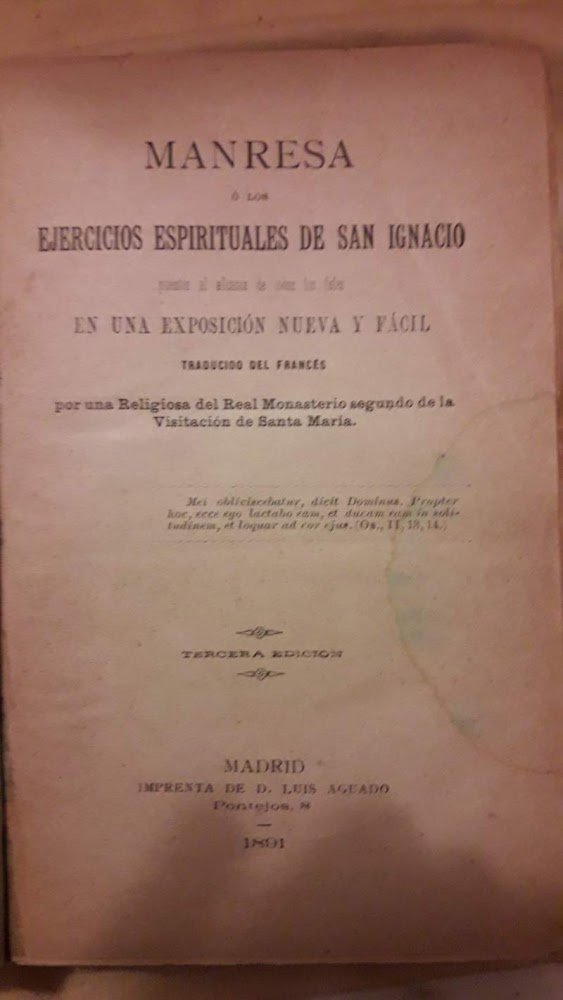 MANRESA
Ó LOS
EJERCICIOS ESPIRITUALES DE SAN IGNACIO
puestos al alcance de todos los fieles
EN UNA EXPOSICIÓN NUEVA Y FÁCIL
TRADUCIDO DEL FRANCÉS
por una Religiosa del Real Monasterio segundo de la
Visitación de Santa María.
Mei obliviscebatur, dicit Dominus. Propter
hoc, ecce ego lactabo eam, et ducam eam in soli-
tudinem, et loquar ad cor ejus. (Os., II, 13, 14.)
TERCERA EDICIÓN
MADRID
IMPRENTA DE D. LUIS AGUADO
Pontejos, 8
1891